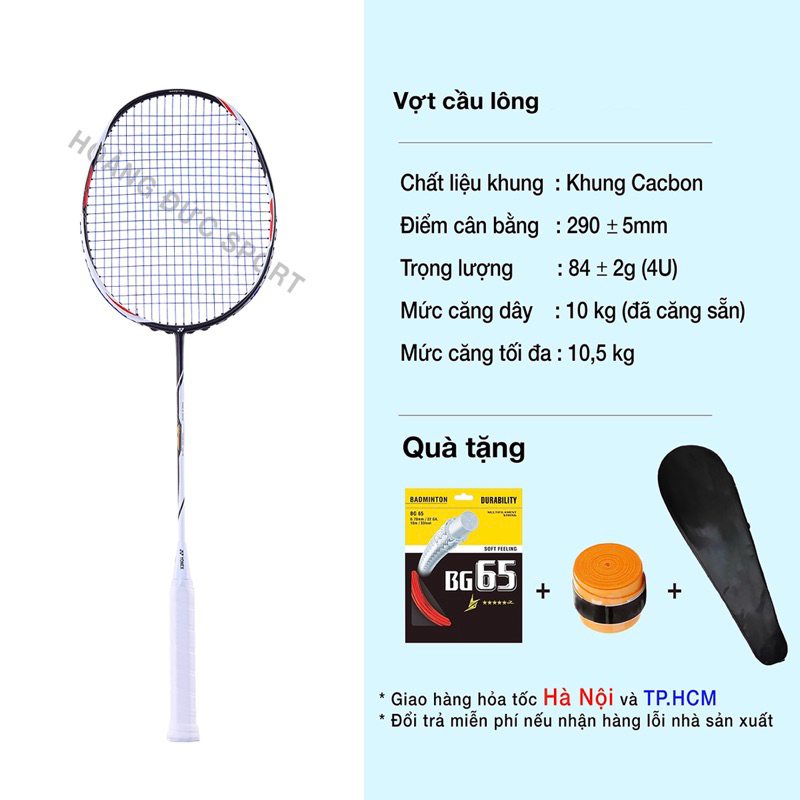 HOÀNG ĐỨC SPORT
YONEX
Vợt cầu lông
Chất liệu khung : Khung Cacbon
Điểm cân bằng : 290 ± 5mm
Trọng lượng : 84 ± 2g (4U)
Mức căng dây : 10 kg (đã căng sẵn)
Mức căng tối đa : 10,5 kg
Quà tặng
BADMINTON DURABILITY
BG 65
SOFT FEELING
BG65
+ +
* Giao hàng hỏa tốc Hà Nội và TP.HCM
* Đổi trả miễn phí nếu nhận hàng lỗi nhà sản xuất